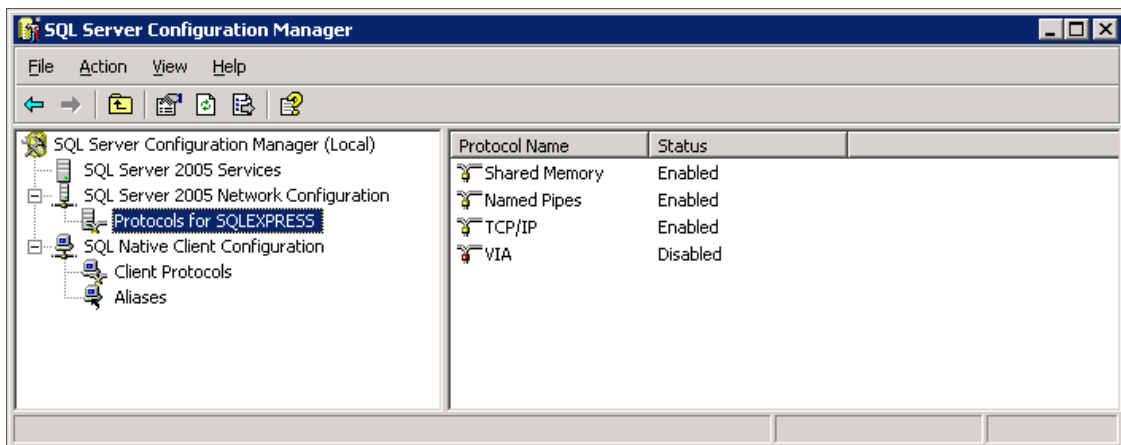 SQL Server Configuration Manager
File Action View Help
SQL Server Configuration Manager (Local)
SQL Server 2005 Services
SQL Server 2005 Network Configuration
Protocols for SQLEXPRESS
SQL Native Client Configuration
Client Protocols
Aliases
Protocol Name Status
Shared Memory Enabled
Named Pipes Enabled
TCP/IP Enabled
VIA Disabled